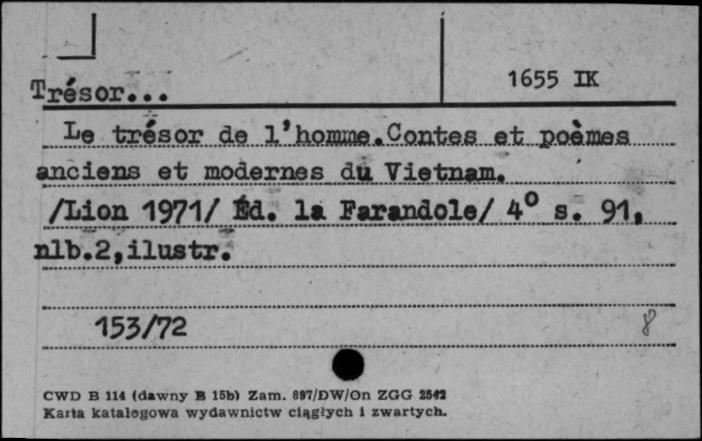 1655 IK
Trésor...
Le trésor de l'homme.Contes et poèmes
anciens et modernes du Vietnam.
/Lion 1971/ Éd. la Farandole/ 4° s. 91,
nlb.2,ilustr.
153/72
8
CWD B 114 (dawny B 15b) Zam. 897/DW/On ZGG 2542
Karta katalogowa wydawnictw ciągłych i zwartych.